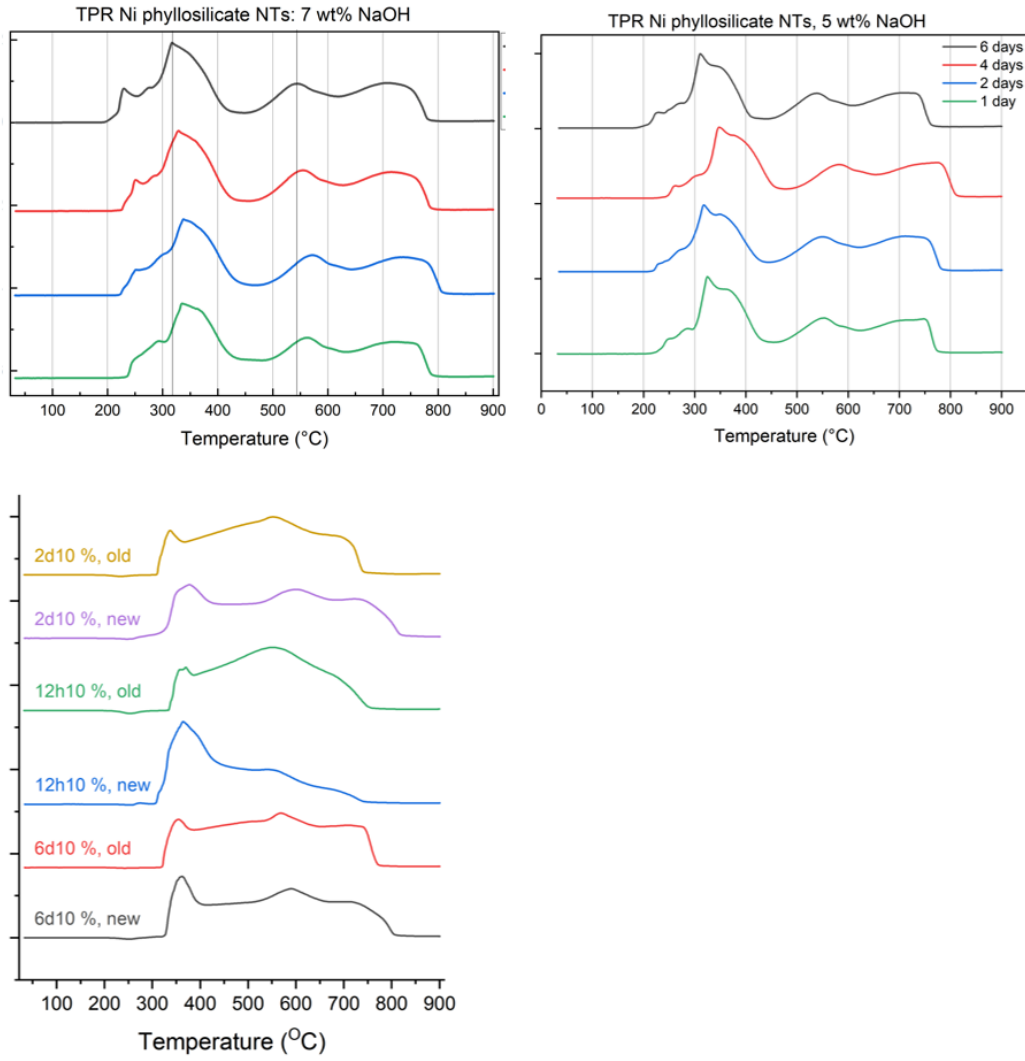 TPR Ni phyllosilicate NTs: 7 wt% NaOH
100 200 300 400 500 600 700 800 900
Temperature (°C)
TPR Ni phyllosilicate NTs, 5 wt% NaOH
6 days
4 days
2 days
1 day
0 100 200 300 400 500 600 700 800 900
Temperature (°C)
2d10 %, old
2d10 %, new
12h10 %, old
12h10 %, new
6d10 %, old
6d10 %, new
100 200 300 400 500 600 700 800 900
Temperature (OC)